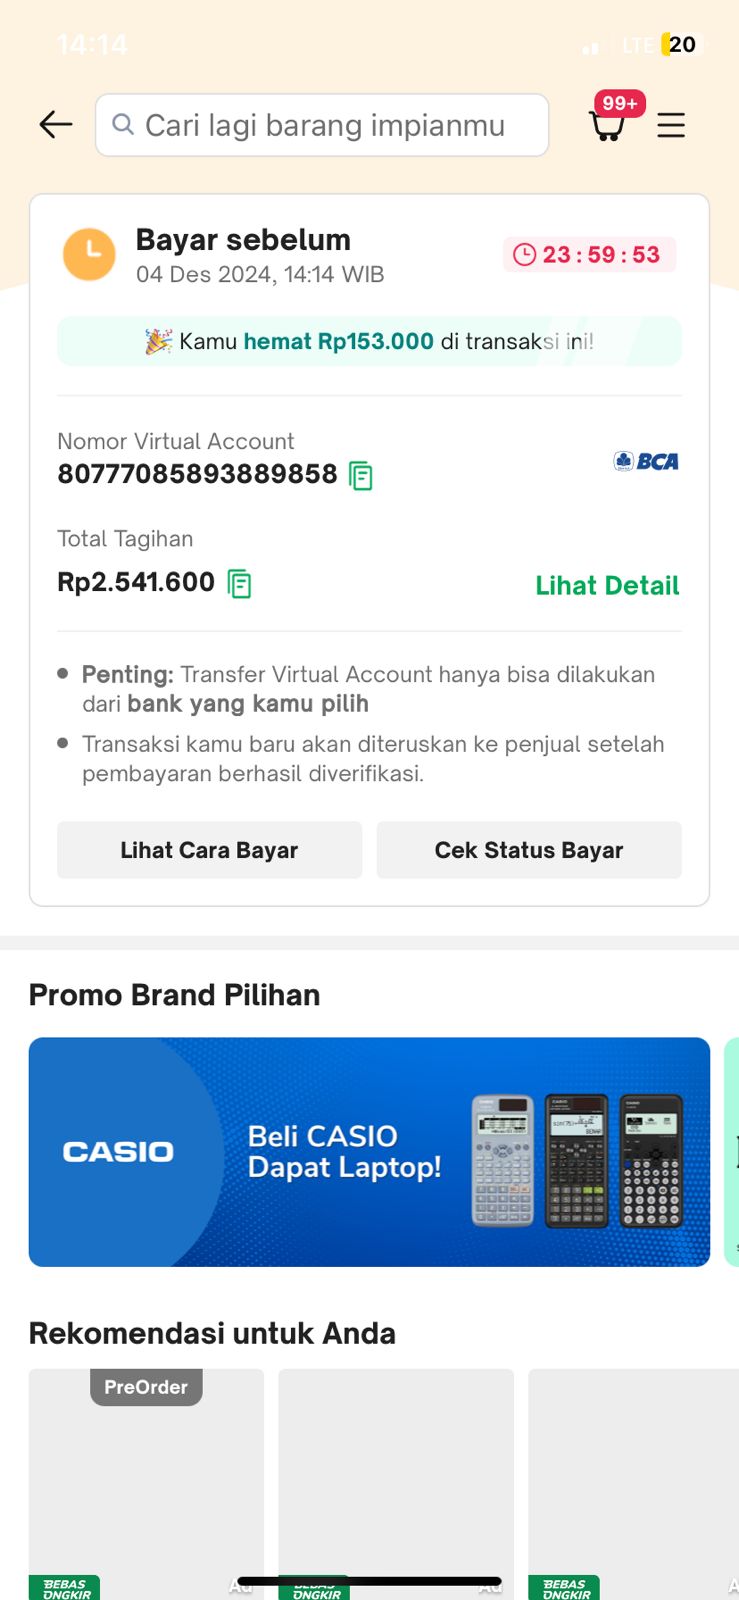 14:14
LTE 20
Cari lagi barang impianmu
99+
Bayar sebelum
04 Des 2024, 14:14 WIB
23 : 59 : 53
Kamu hemat Rp153.000 di transaksi ini!
Nomor Virtual Account
80777085893889858
BCA
Total Tagihan
Rp2.541.600
Lihat Detail
Penting: Transfer Virtual Account hanya bisa dilakukan
dari bank yang kamu pilih
Transaksi kamu baru akan diteruskan ke penjual setelah
pembayaran berhasil diverifikasi.
Lihat Cara Bayar
Cek Status Bayar
Promo Brand Pilihan
CASIO
Beli CASIO
Dapat Laptop!
Rekomendasi untuk Anda
PreOrder
BEBAS
ONGKIR
Ad
BEBAS
ONGKIR
Ad
BEBAS
ONGKIR